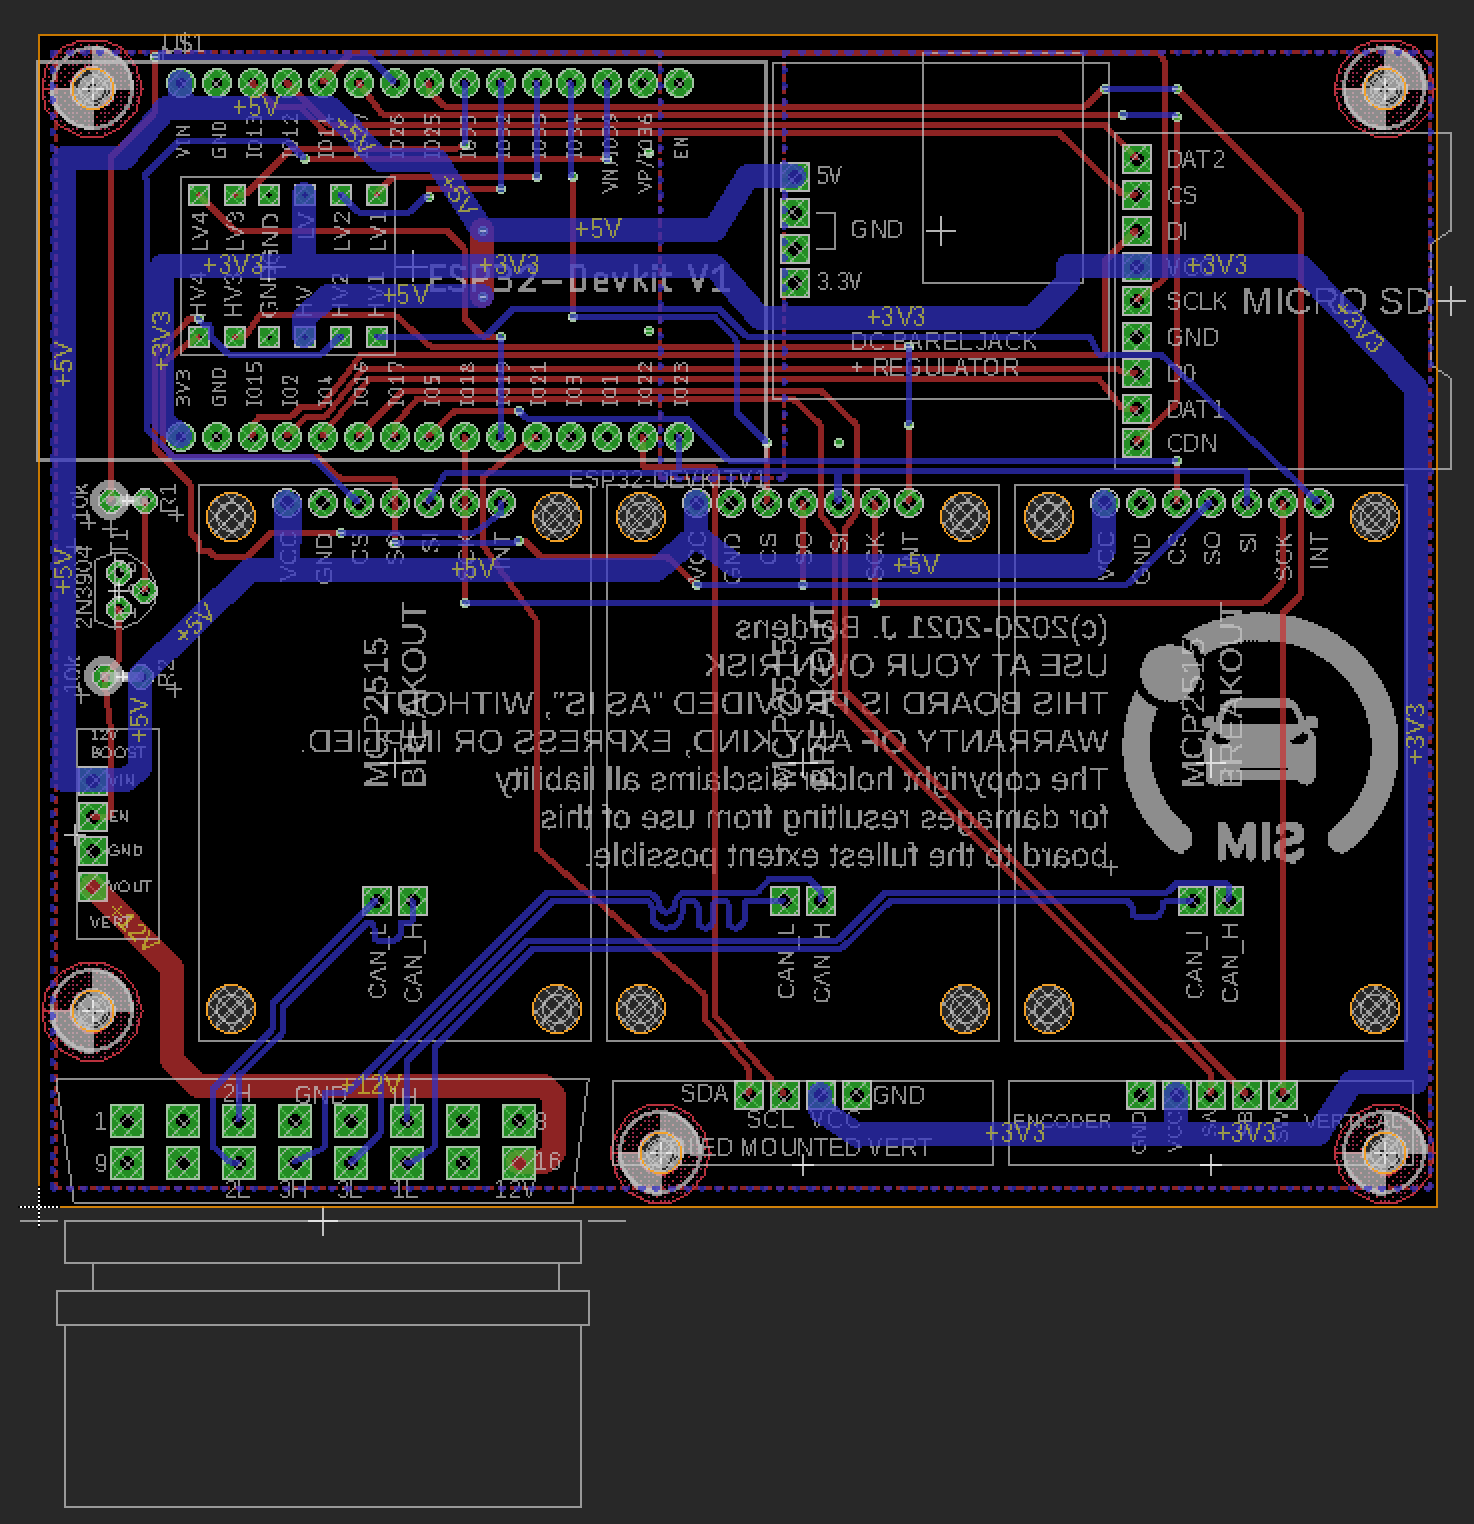 U$1
+5V
+5V
VIN
GND
IO13
IO12
IO14
IO26
IO25
IO33
IO32
IO35
IO34
VN/IO39
VP/IO36
EN
DAT2
CS
DI
SCLK
GND
D0
DAT1
CDN
MICRO SD
5V
GND
3.3V
+5V
+5V
LV4
LV3
GND
LV
LV2
LV1
+3V3
+3V3
+3V3
ESP32-Devkit V1
HV4
HV3
GND
HV
HV2
HV1
+5V
+3V3
+3V3
DC BARELJACK
+ REGULATOR
+5V
+3V3
3V3
GND
IO15
IO2
IO4
IO16
IO17
IO5
IO18
IO19
IO21
IO3
IO1
IO22
IO23
ESP32-DEVKITV1
10k
R1
VCC
GND
CS
SO
SI
SCK
INT
VCC
GND
CS
SO
SI
SCK
INT
VCC
GND
CS
SO
SI
SCK
INT
+5V
+5V
+5V
2N3904
T1
+5V
10k
R2
+5V
MCP2515
BREAKOUT
MCP2515
BREAKOUT
MCP2515
BREAKOUT
(c)2020-2021 J. Berdens
USE AT YOUR OWN RISK
THIS BOARD IS PROVIDED "AS IS", WITHOUT
WARRANTY OF ANY KIND, EXPRESS OR IMPLIED.
The copyright holder disclaims all liability
for damages resulting from use of this
board to the fullest extent possible.
SIM
+3V3
12V
BOOST
VIN
EN
GND
VOUT
+12V
CAN_L
CAN_H
CAN_L
CAN_H
CAN_L
CAN_H
2H
GND
+12V
1H
1
8
9
16
2L
3H
3L
1L
12V
SDA
SCL
VCC
GND
MOUNTED VERT
ENCODER
GND
VCC
+3V3
+3V3
VERTICAL